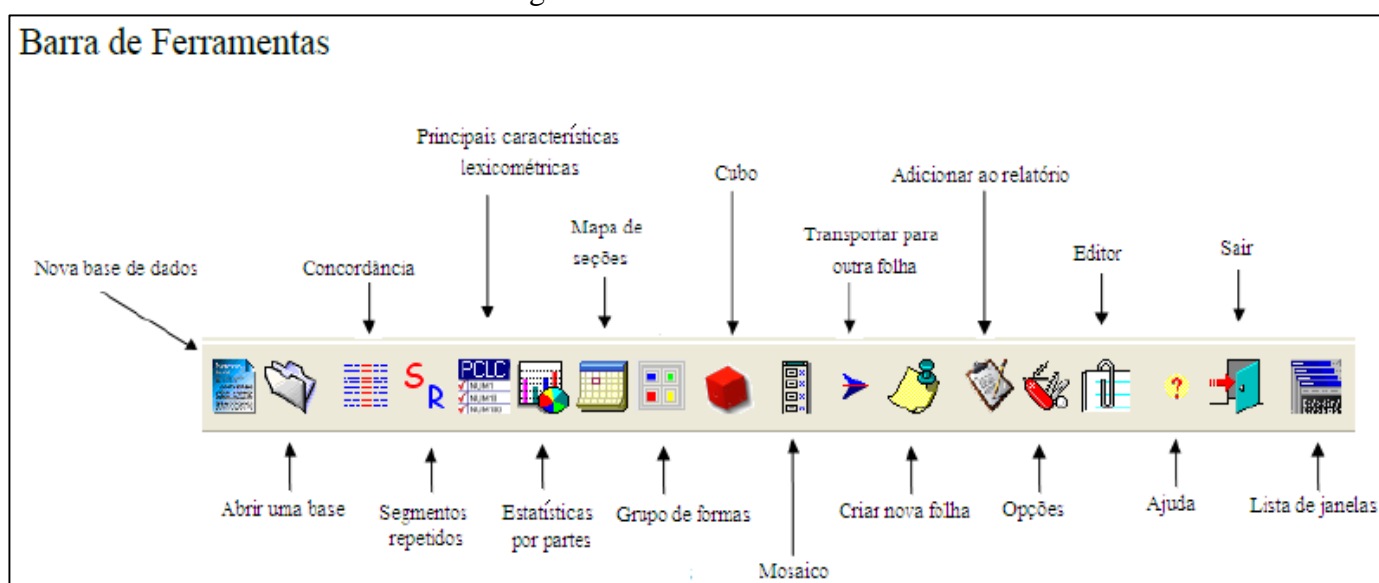 Barra de Ferramentas
Principais características
lexicométricas
Cubo
Adicionar ao relatório
Mapa de
seções
Transportar para
outra folha
Editor
Sair
Nova base de dados
Concordância
S
R
PCLC
NUM1
NUM10
NUM100
?
Abrir uma base
Segmentos
repetidos
Estatísticas
por partes
Grupo de formas
Criar nova folha
Opções
Ajuda
Lista de janelas
Mosaico